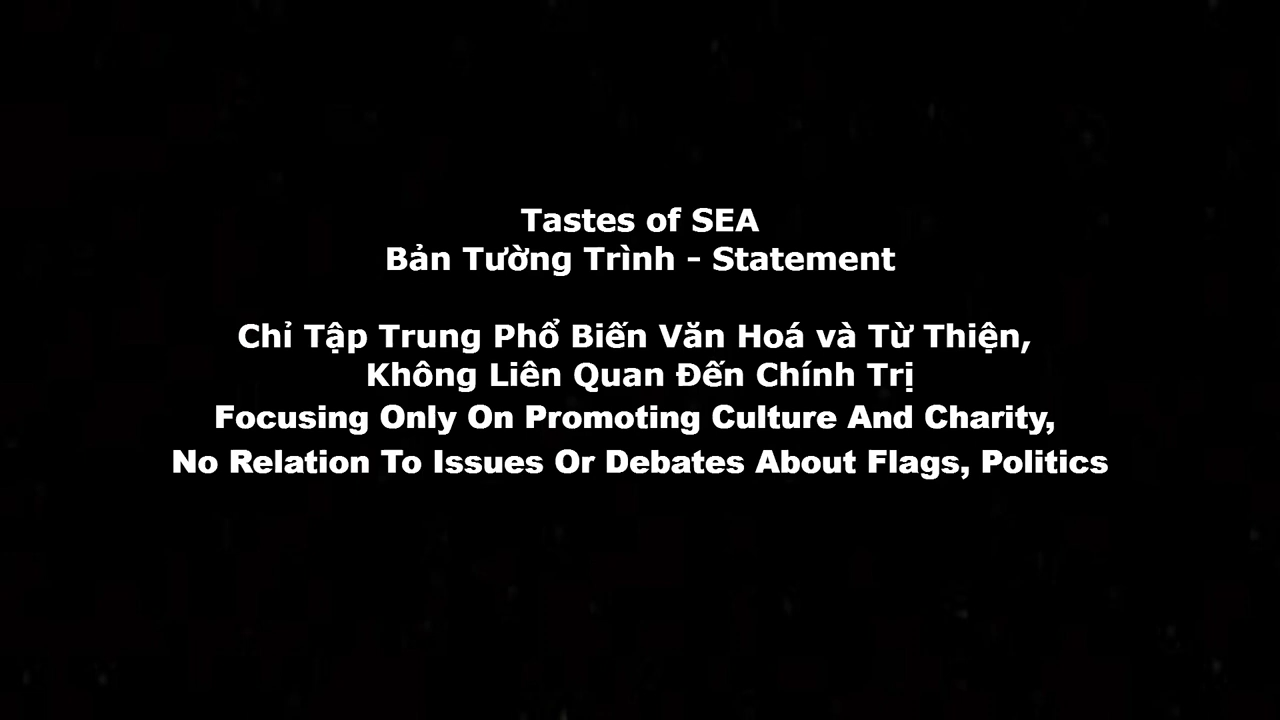 Tastes of SEA
Bản Tường Trình - Statement
Chỉ Tập Trung Phổ Biến Văn Hoá và Từ Thiện,
Không Liên Quan Đến Chính Trị
Focusing Only On Promoting Culture And Charity,
No Relation To Issues Or Debates About Flags, Politics